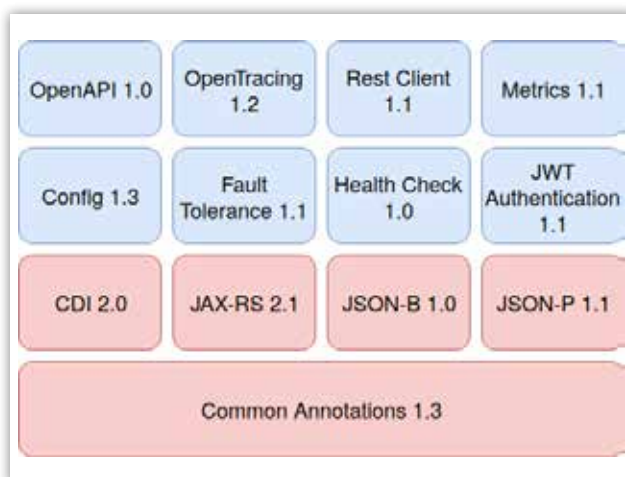 OpenAPI 1.0
OpenTracing
1.2
Rest Client
1.1
Metrics 1.1
Config 1.3
Fault
Tolerance 1.1
Health Check
1.0
JWT
Authentication
1.1
CDI 2.0
JAX-RS 2.1
JSON-B 1.0
JSON-P 1.1
Common Annotations 1.3